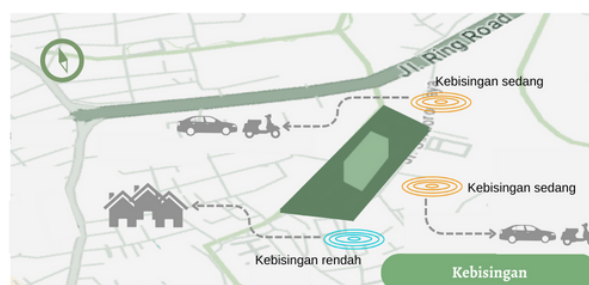 Jl. Ring Road
Kebisingan sedang
Kebisingan sedang
Kebisingan rendah
Kebisingan